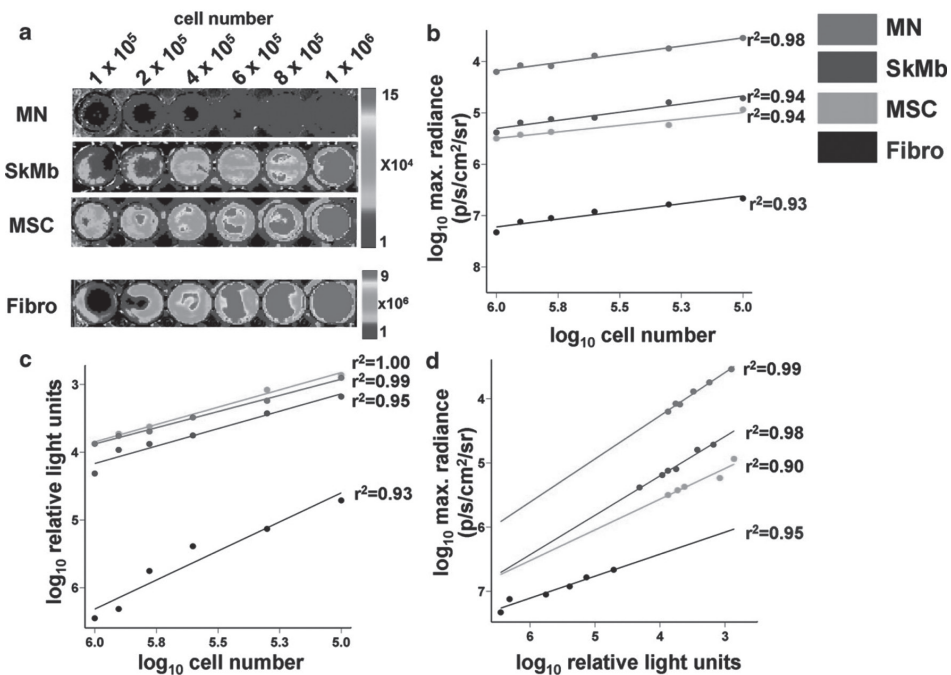 a
cell number
1 x 10⁵
2 x 10⁵
4 x 10⁵
6 x 10⁵
8 x 10⁵
1 x 10⁶
MN
SkMb
MSC
Fibro
15
X10⁴
1
9
x10⁶
1
b
log₁₀ max. radiance
(p/s/cm²/sr)
4
5
6
7
8
r²=0.98
r²=0.94
r²=0.94
r²=0.93
6.0
5.8
5.5
5.3
5.0
log₁₀ cell number
MN
SkMb
MSC
Fibro
c
log₁₀ relative light units
3
4
5
6
r²=1.00
r²=0.99
r²=0.95
r²=0.93
6.0
5.8
5.5
5.3
5.0
log₁₀ cell number
d
log₁₀ max. radiance
(p/s/cm²/sr)
4
5
6
7
r²=0.99
r²=0.98
r²=0.90
r²=0.95
6
5
4
3
log₁₀ relative light units